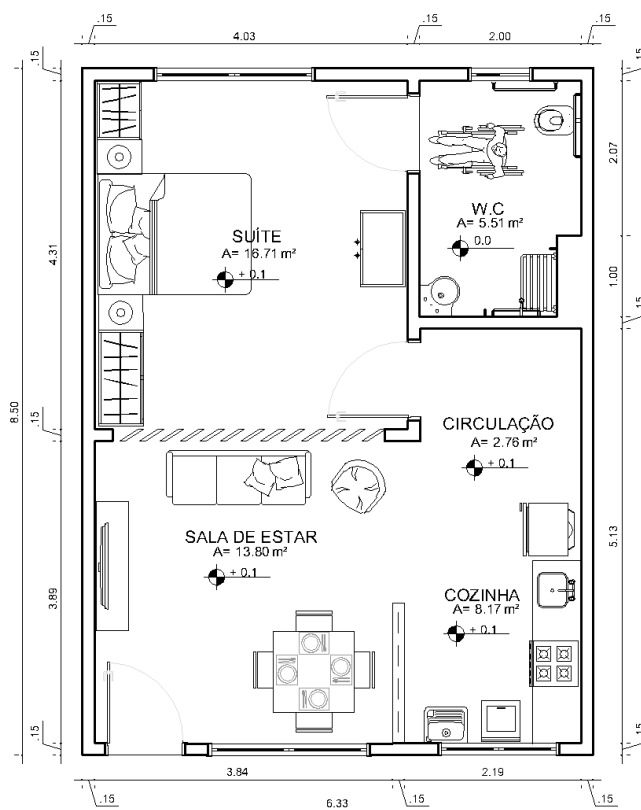 .15
.15
.15
4.03
2.00
.15
.15
2.07
SUÍTE
A= 16.71 m²
+ 0.1
W.C
A= 5.51 m²
0.0
4.31
1.00
.15
8.50
.15
CIRCULAÇÃO
A= 2.76 m²
+ 0.1
SALA DE ESTAR
A= 13.80 m²
+ 0.1
5.13
3.89
COZINHA
A= 8.17 m²
+ 0.1
.15
.15
3.84
2.19
.15
.15
.15
6.33